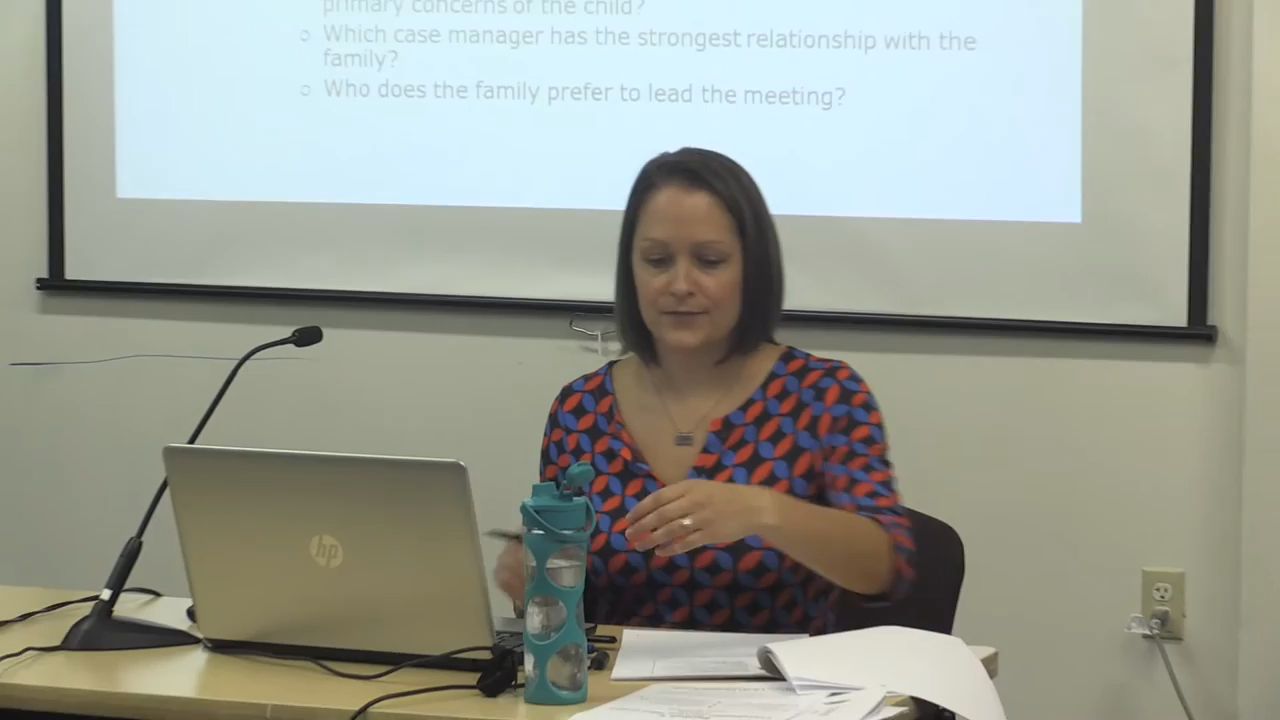 primary concerns of the child?
○ Which case manager has the strongest relationship with the
family?
○ Who does the family prefer to lead the meeting?
hp